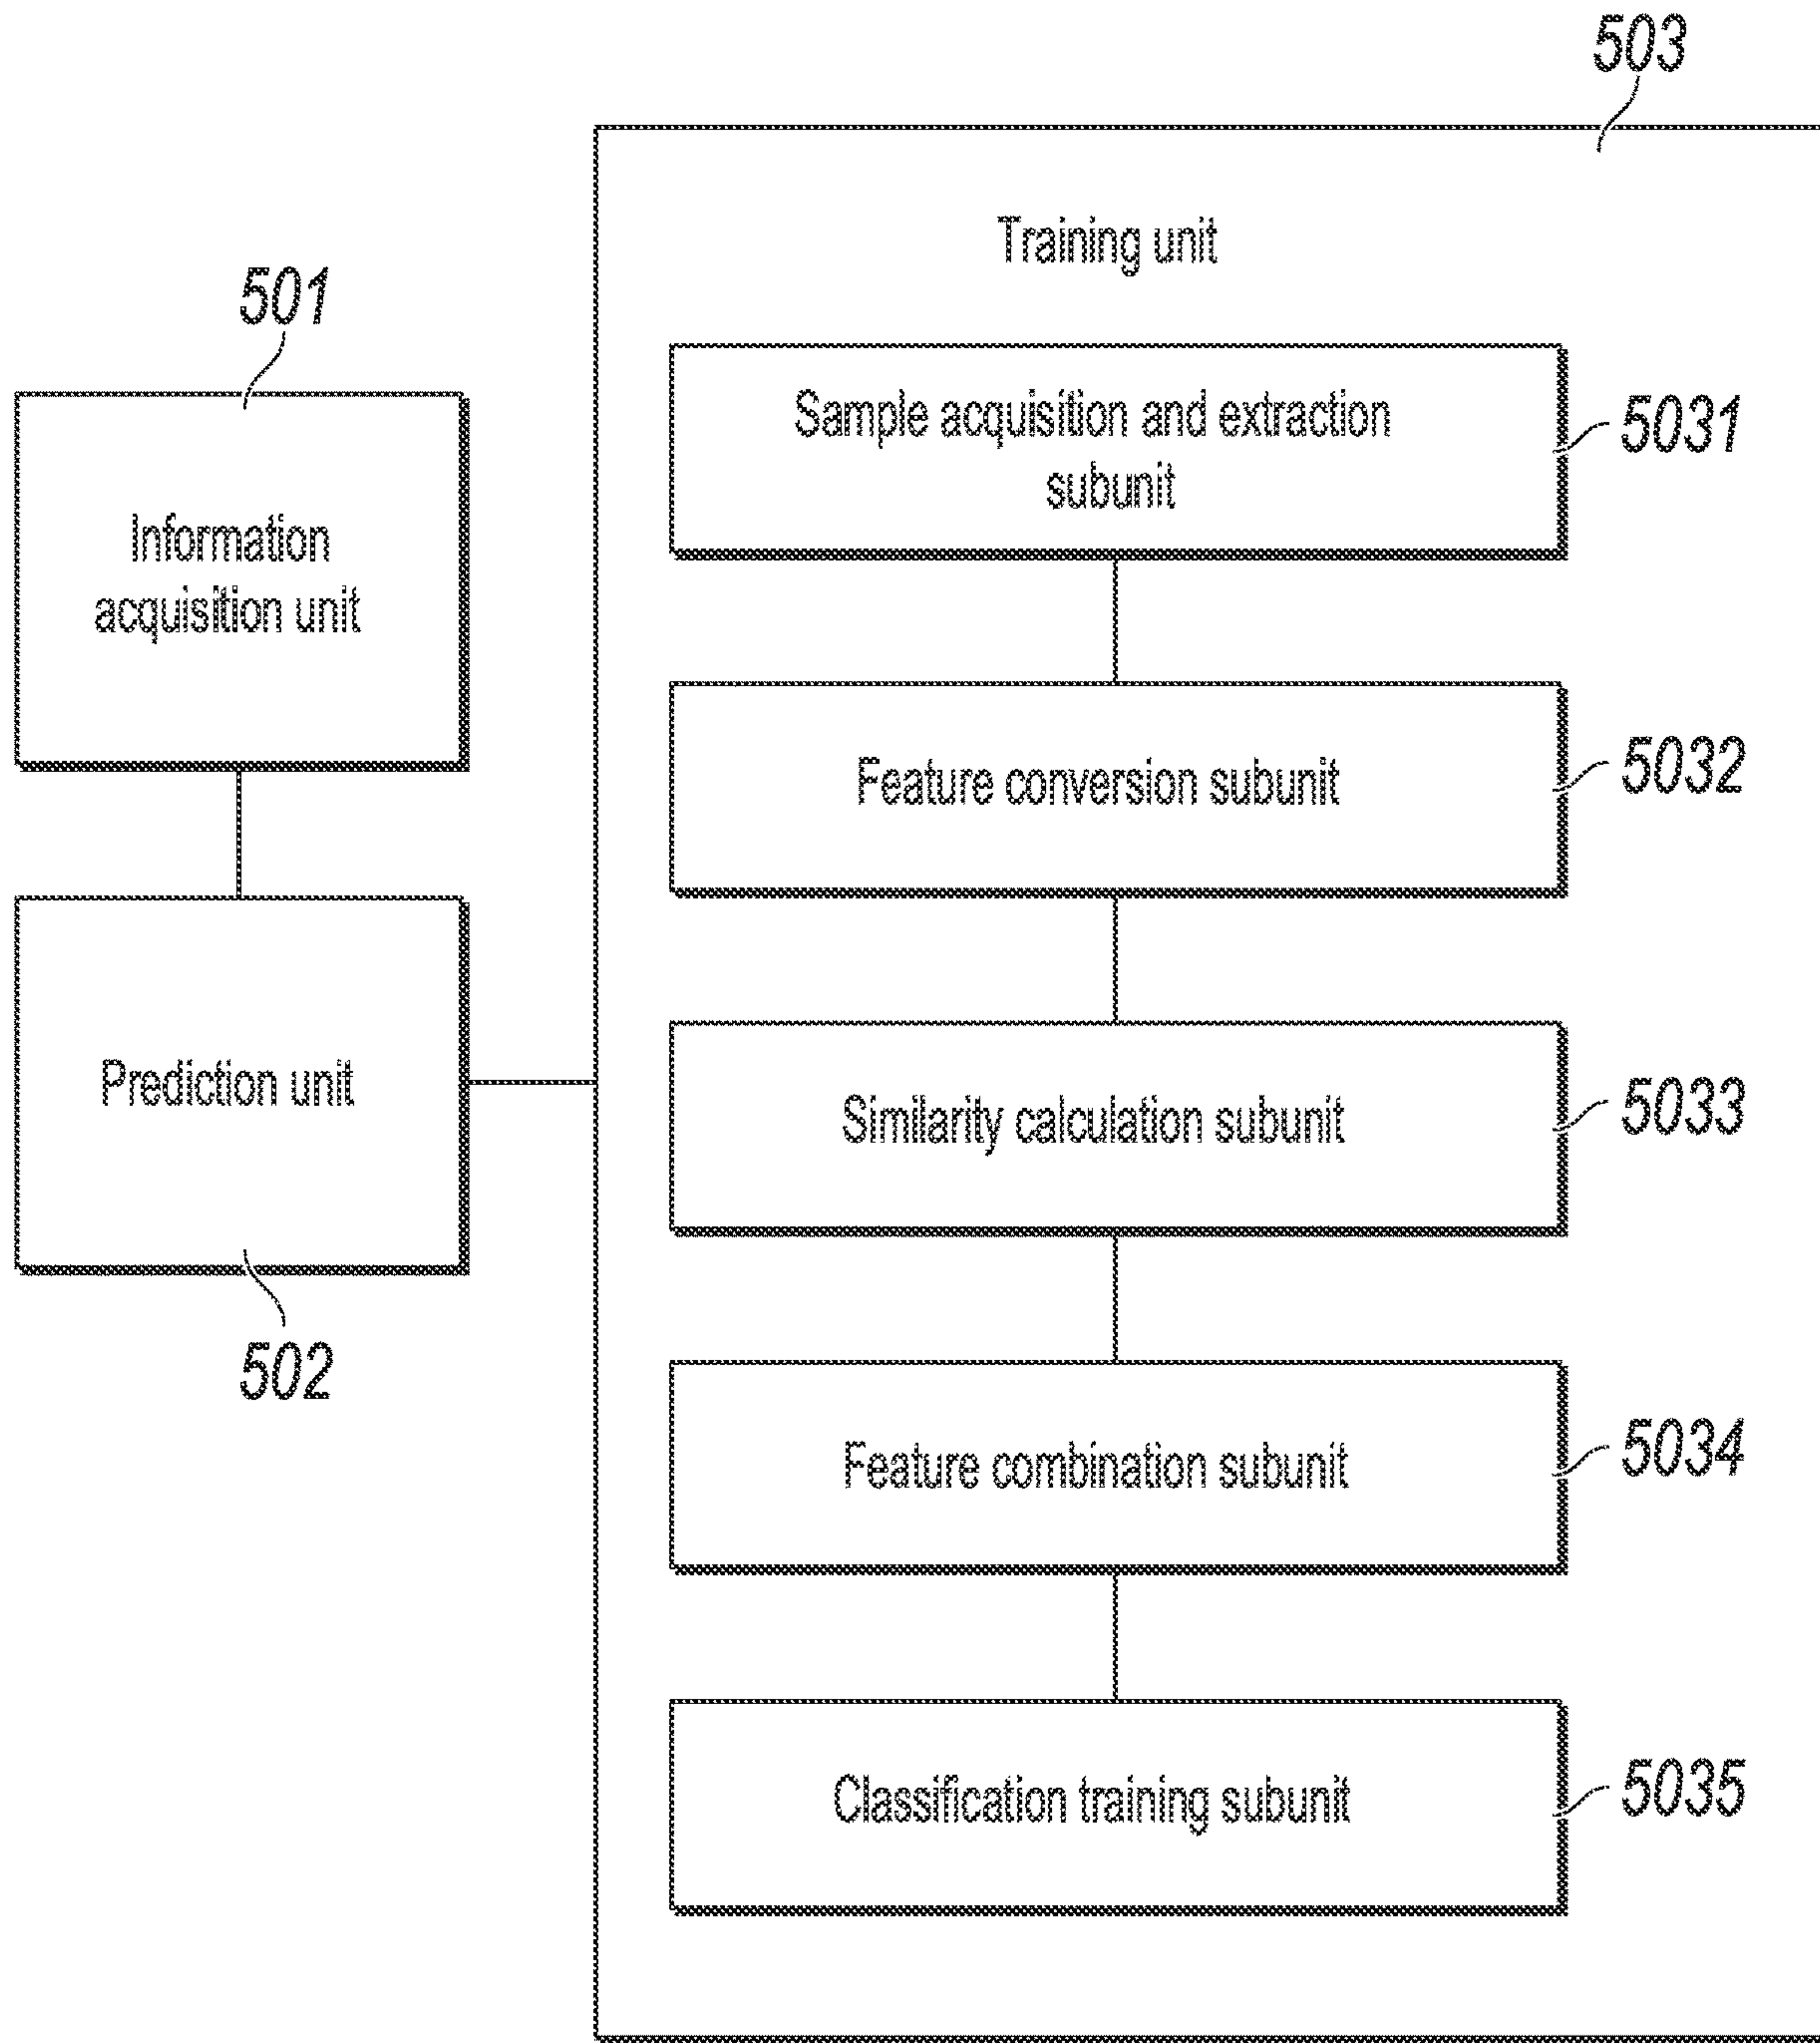 503
Training unit
501
Information
acquisition unit
Sample acquisition and extraction
subunit
5031
Feature conversion subunit
5032
Prediction unit
502
Similarity calculation subunit
5033
Feature combination subunit
5034
Classification training subunit
5035